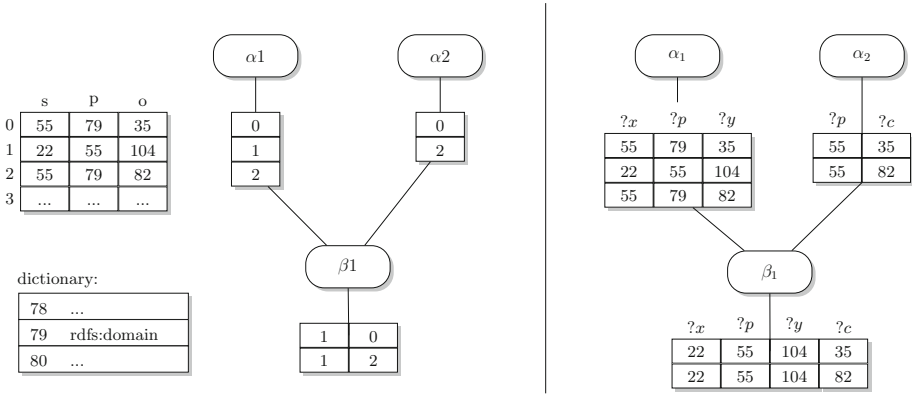 α1 α2
s p o
0 55 79 35
1 22 55 104
2 55 79 82
3 ... ... ...
0
1
2
0
2
β1
1 0
1 2
dictionary:
78 ...
79 rdfs:domain
80 ...
α₁ α₂
?x ?p ?y
55 79 35
22 55 104
55 79 82
?p ?c
55 35
55 82
β₁
?x ?p ?y ?c
22 55 104 35
22 55 104 82